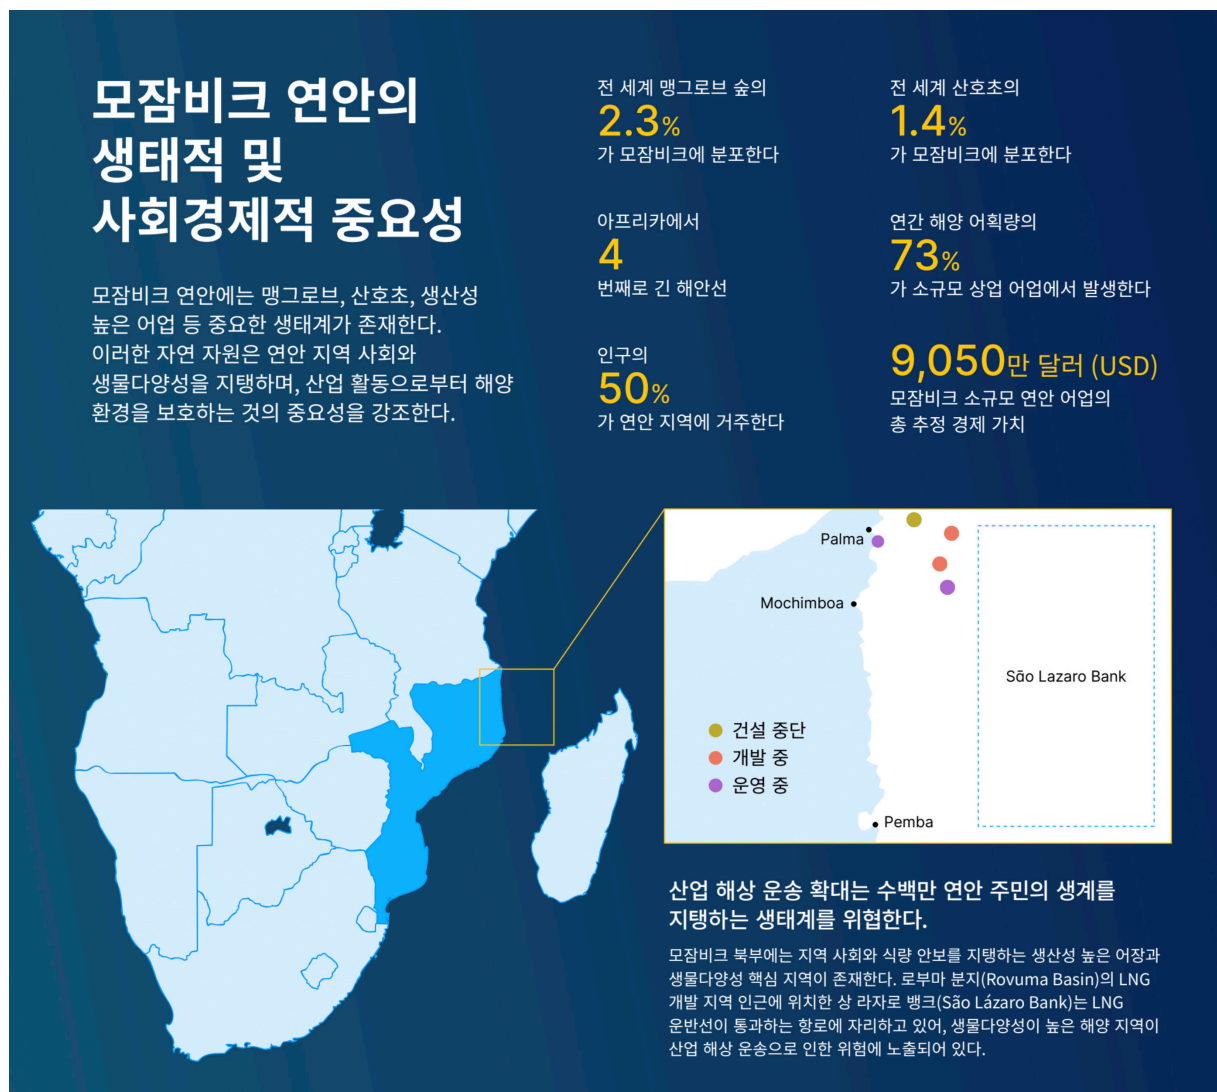 모잠비크 연안의
생태적 및
사회경제적 중요성
모잠비크 연안에는 맹그로브, 산호초, 생산성
높은 어업 등 중요한 생태계가 존재한다.
이러한 자연 자원은 연안 지역 사회와
생물다양성을 지탱하며, 산업 활동으로부터 해양
환경을 보호하는 것의 중요성을 강조한다.
전 세계 맹그로브 숲의
2.3%
가 모잠비크에 분포한다
전 세계 산호초의
1.4%
가 모잠비크에 분포한다
아프리카에서
4
번째로 긴 해안선
연간 해양 어획량의
73%
가 소규모 상업 어업에서 발생한다
인구의
50%
가 연안 지역에 거주한다
9,050만 달러 (USD)
모잠비크 소규모 연안 어업의
총 추정 경제 가치
Palma
Mochimboa
São Lazaro Bank
건설 중단
개발 중
운영 중
Pemba
산업 해상 운송 확대는 수백만 연안 주민의 생계를
지탱하는 생태계를 위협한다.
모잠비크 북부에는 지역 사회와 식량 안보를 지탱하는 생산성 높은 어장과
생물다양성 핵심 지역이 존재한다. 로부마 분지(Rovuma Basin)의 LNG
개발 지역 인근에 위치한 상 라자로 뱅크(São Lázaro Bank)는 LNG
운반선이 통과하는 항로에 자리하고 있어, 생물다양성이 높은 해양 지역이
산업 해상 운송으로 인한 위험에 노출되어 있다.